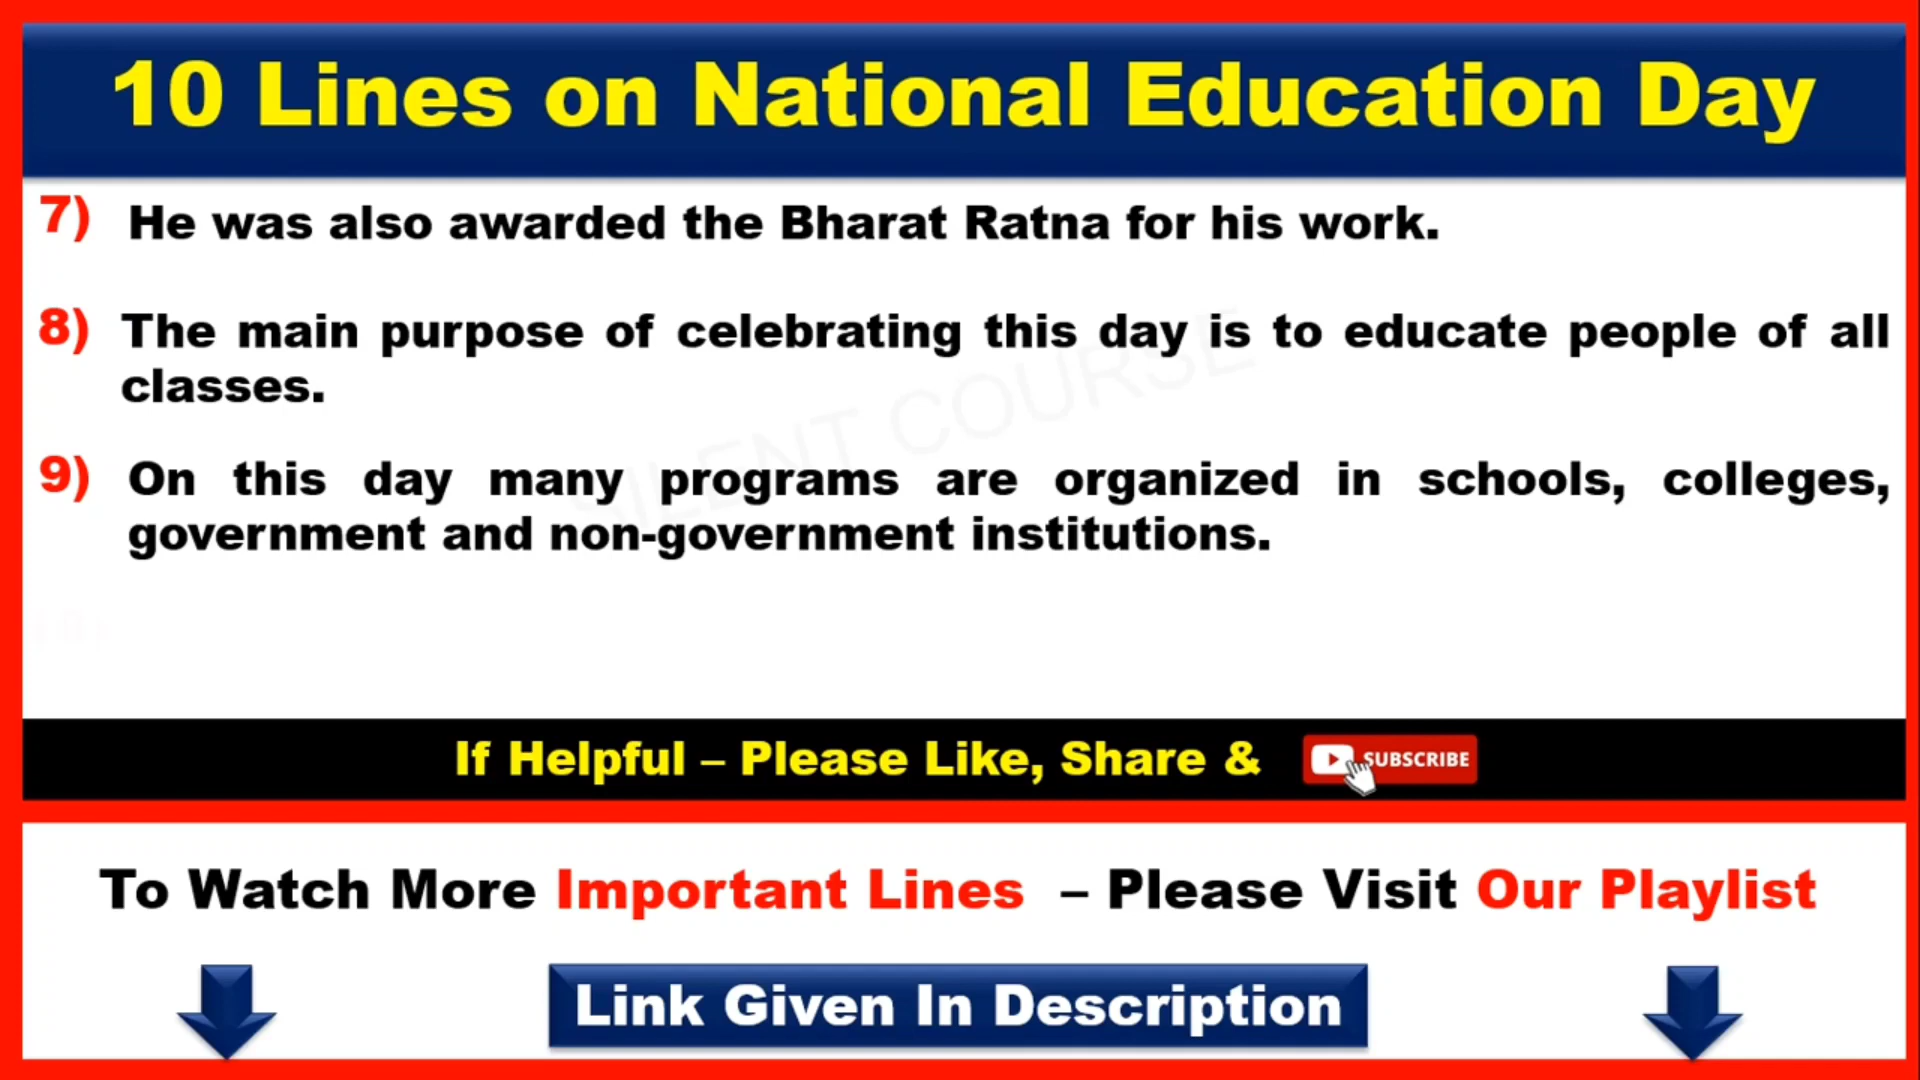 10 Lines on National Education Day
7) He was also awarded the Bharat Ratna for his work.
8) The main purpose of celebrating this day is to educate people of all
classes.
SILENT COURSE
9) On this day many programs are organized in schools, colleges,
government and non-government institutions.
If Helpful – Please Like, Share & SUBSCRIBE
To Watch More Important Lines – Please Visit Our Playlist
Link Given In Description